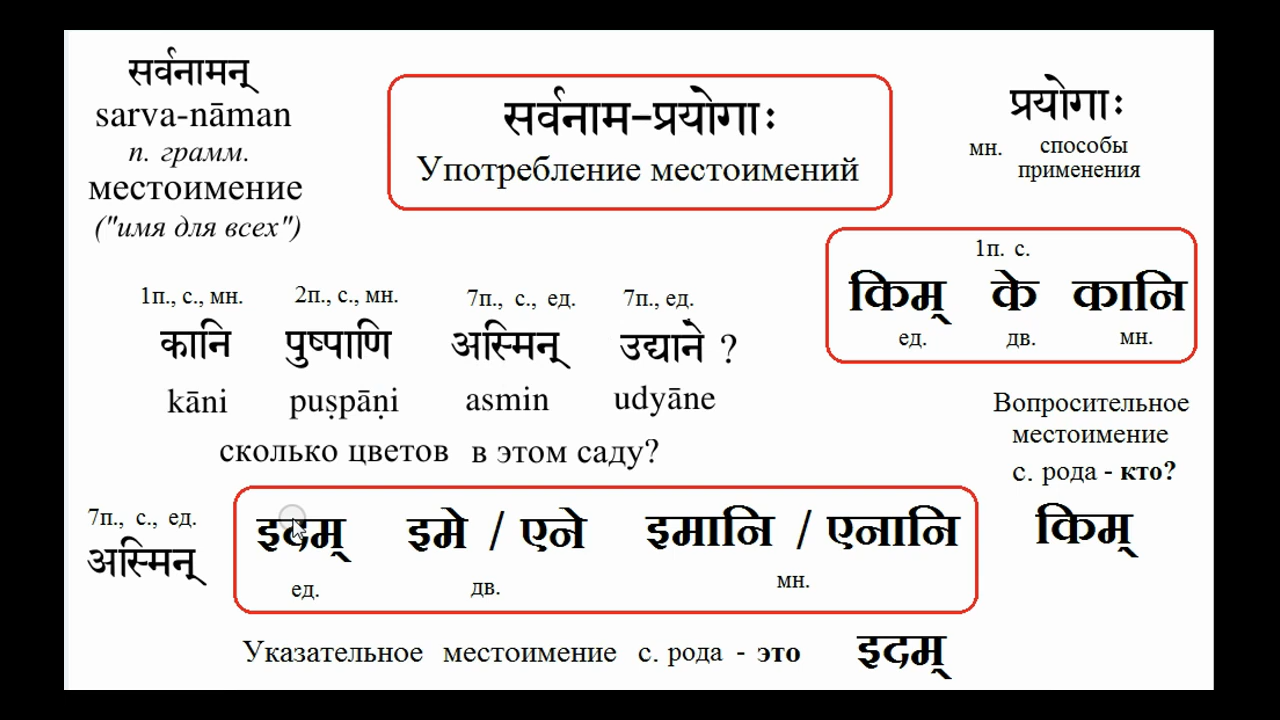 सर्वनामन्
sarva-nāman
п. грамм.
местоимение
("имя для всех")
सर्वनाम-प्रयोगाः
Употребление местоимений
प्रयोगाः
мн. способы применения
1п. с.
किम् के कानि
ед. дв. мн.
1п., с., мн. 2п., с., мн. 7п., с., ед. 7п., ед.
कानि पुष्पाणि अस्मिन् उद्याने ?
kāni puṣpāṇi asmin udyāne
сколько цветов в этом саду?
Вопросительное
местоимение
с. рода - кто?
किम्
7п., с., ед.
अस्मिन्
इदम् इमे / एने इमानि / एनानि
ед. дв. мн.
Указательное местоимение с. рода - это इदम्